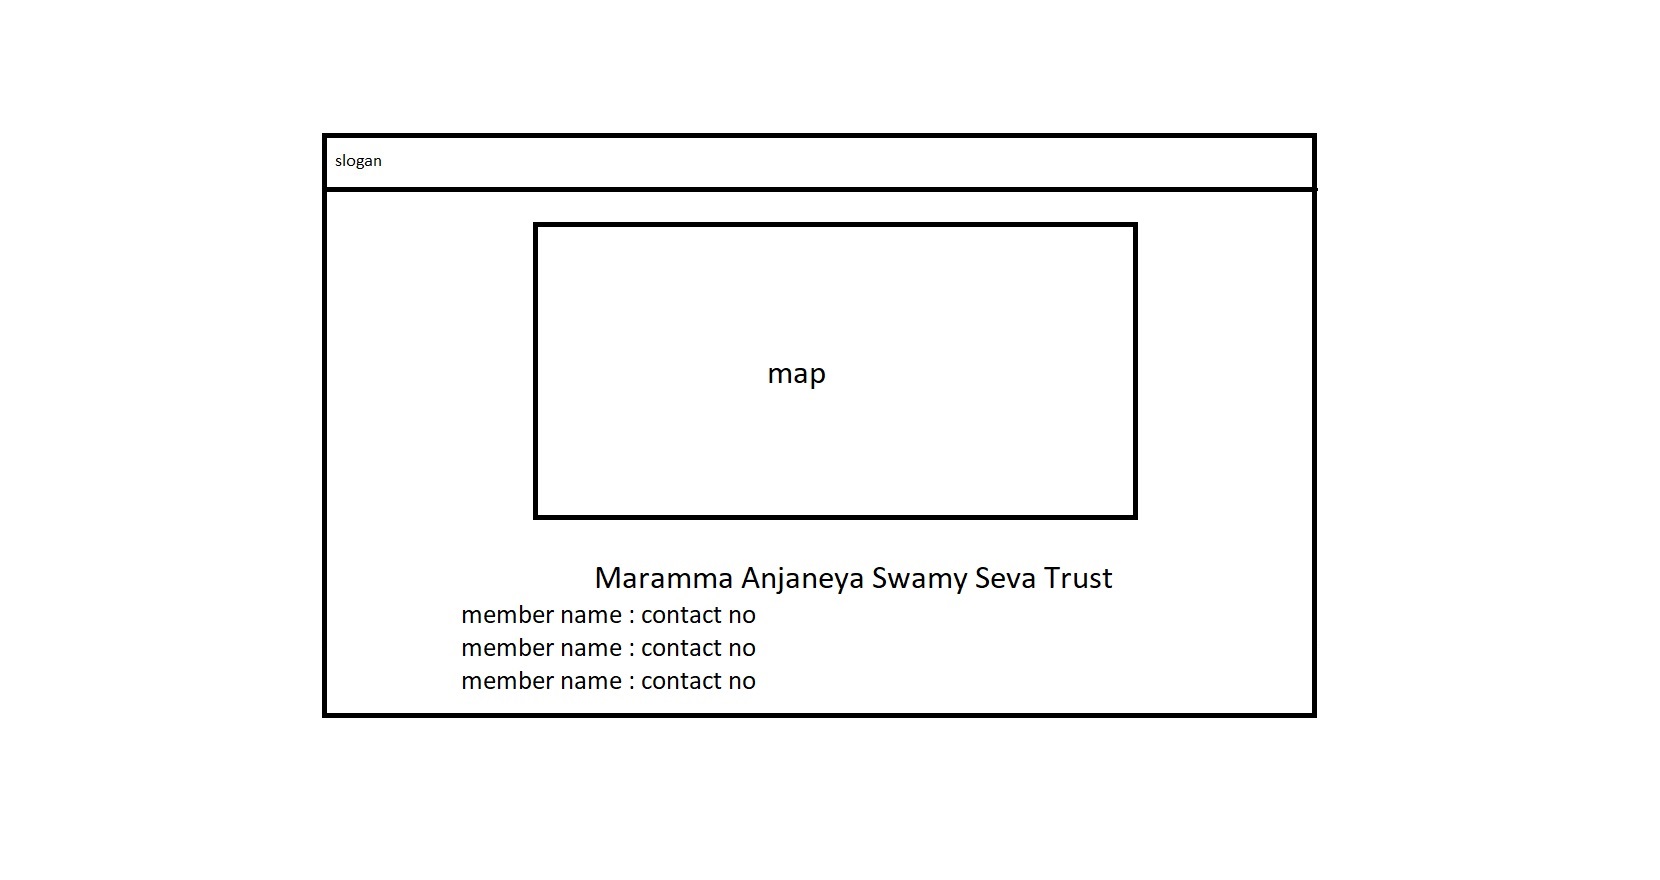 slogan
map
Maramma Anjaneya Swamy Seva Trust
member name : contact no
member name : contact no
member name : contact no